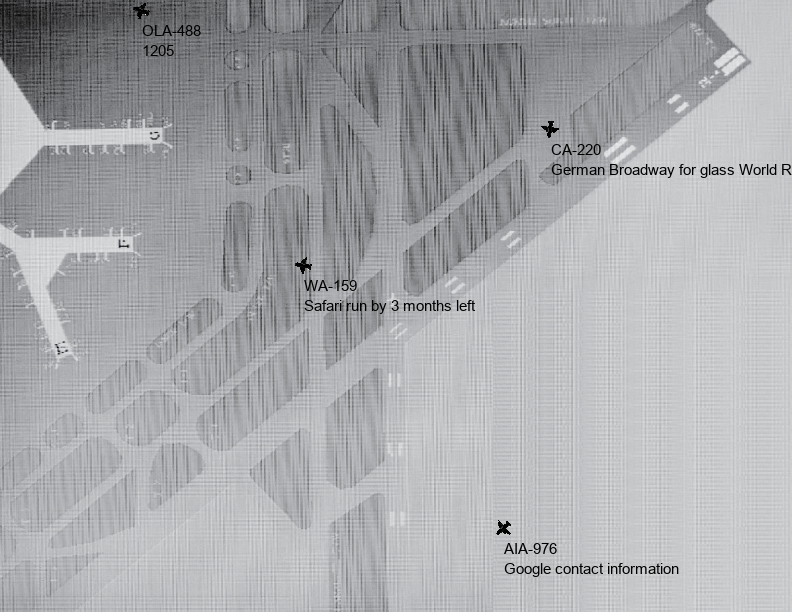 OLA-488
1205
CA-220
German Broadway for glass World R
WA-159
Safari run by 3 months left
AIA-976
Google contact information